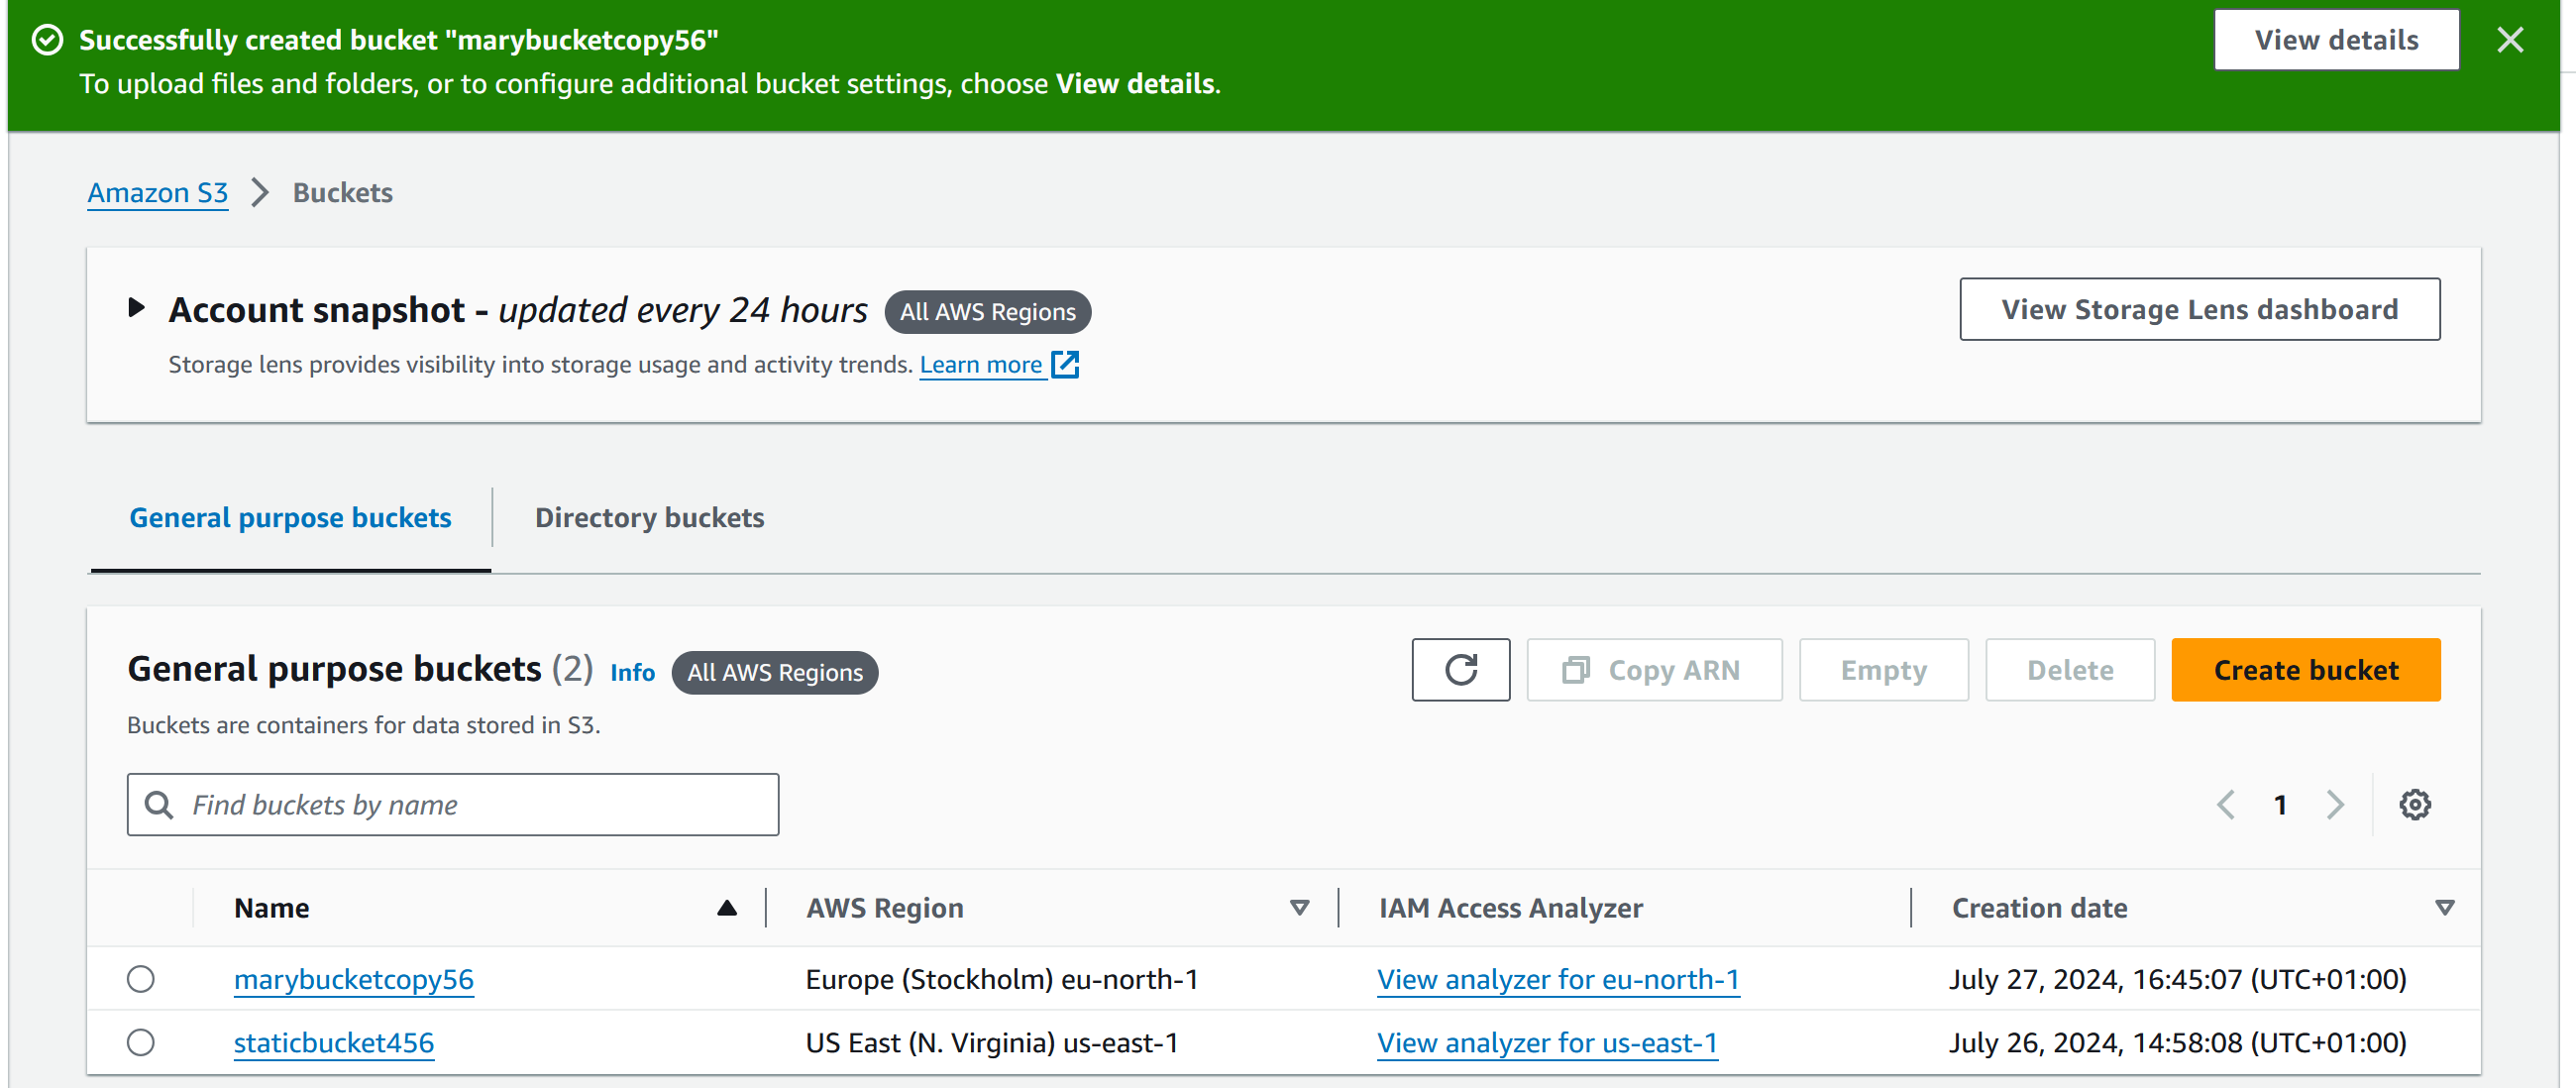 Successfully created bucket "marybucketcopy56"
View details
To upload files and folders, or to configure additional bucket settings, choose View details.
Amazon S3 > Buckets
Account snapshot - updated every 24 hours All AWS Regions
View Storage Lens dashboard
Storage lens provides visibility into storage usage and activity trends. Learn more
General purpose buckets Directory buckets
General purpose buckets (2) Info All AWS Regions
Copy ARN Empty Delete Create bucket
Buckets are containers for data stored in S3.
Find buckets by name
1
Name AWS Region IAM Access Analyzer Creation date
marybucketcopy56 Europe (Stockholm) eu-north-1 View analyzer for eu-north-1 July 27, 2024, 16:45:07 (UTC+01:00)
staticbucket456 US East (N. Virginia) us-east-1 View analyzer for us-east-1 July 26, 2024, 14:58:08 (UTC+01:00)